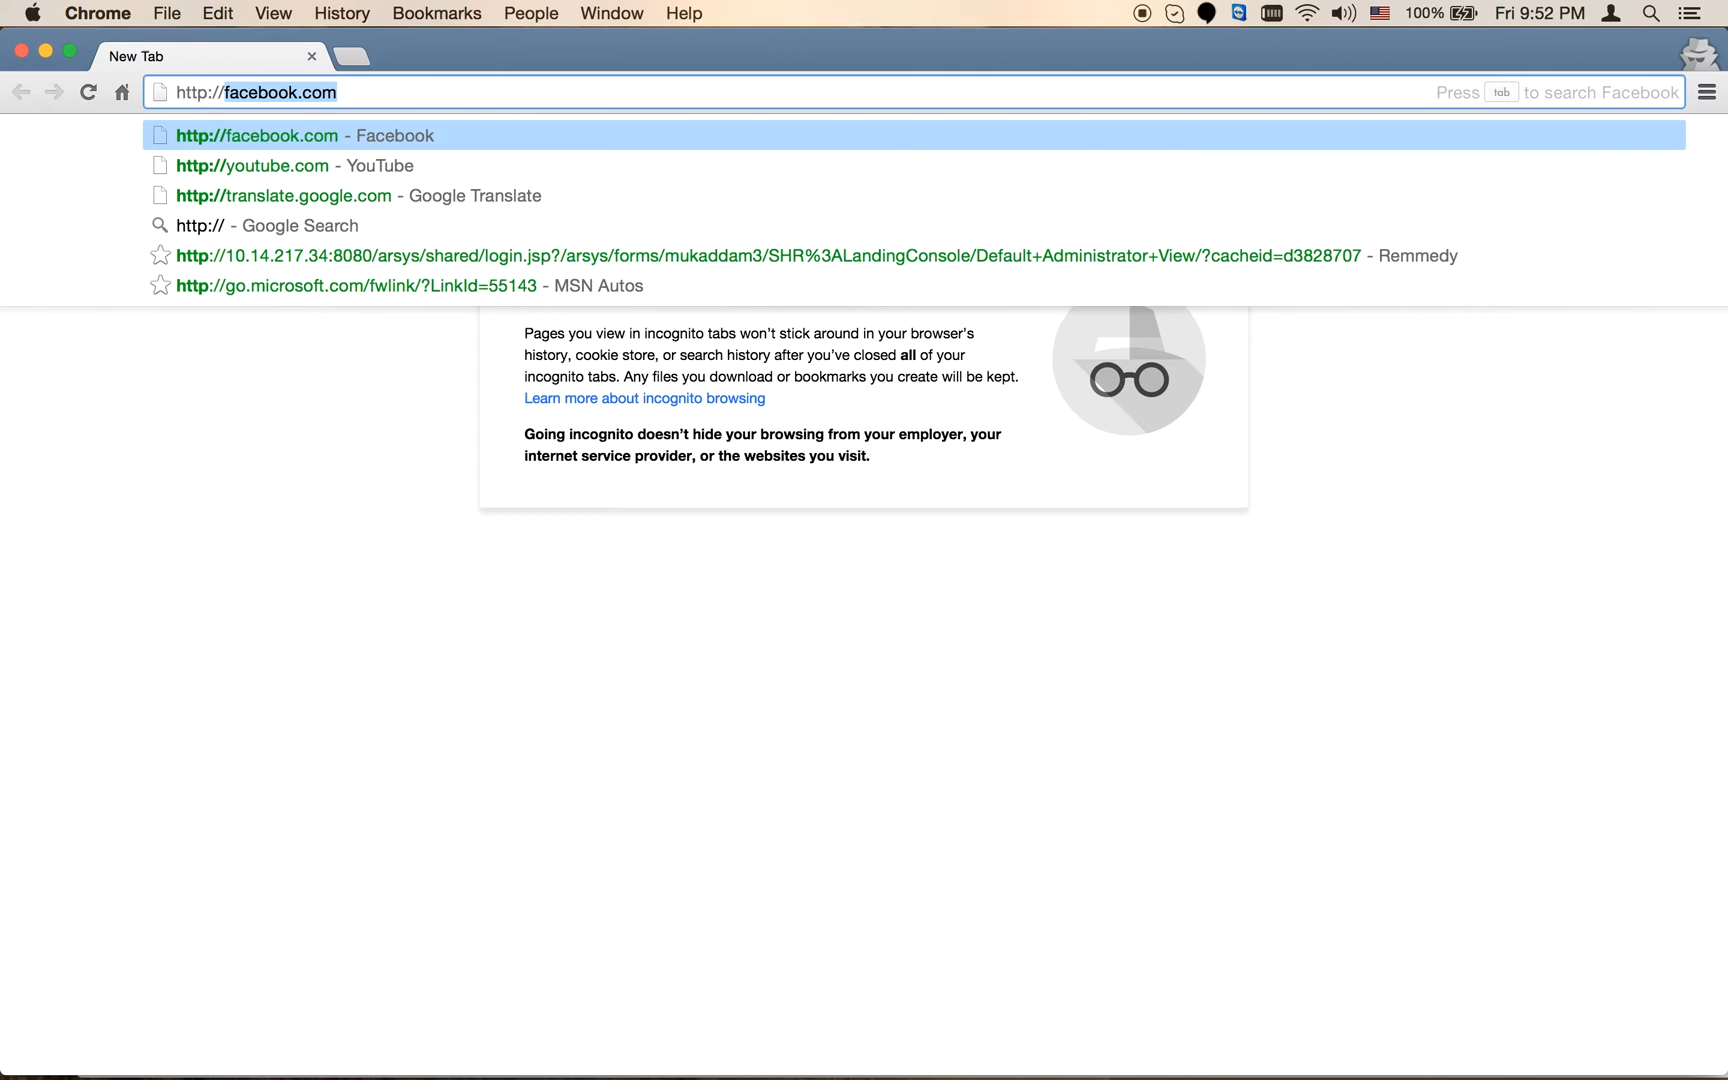 Chrome File Edit View History Bookmarks People Window Help 100% Fri 9:52 PM
New Tab
http://facebook.com Press tab to search Facebook
http://facebook.com - Facebook
http://youtube.com - YouTube
http://translate.google.com - Google Translate
http:// - Google Search
http://10.14.217.34:8080/arsys/shared/login.jsp?/arsys/forms/mukaddam3/SHR%3ALandingConsole/Default+Administrator+View/?cacheid=d3828707 - Remmedy
http://go.microsoft.com/fwlink/?LinkId=55143 - MSN Autos
Pages you view in incognito tabs won't stick around in your browser's
history, cookie store, or search history after you've closed all of your
incognito tabs. Any files you download or bookmarks you create will be kept.
Learn more about incognito browsing
Going incognito doesn't hide your browsing from your employer, your
internet service provider, or the websites you visit.